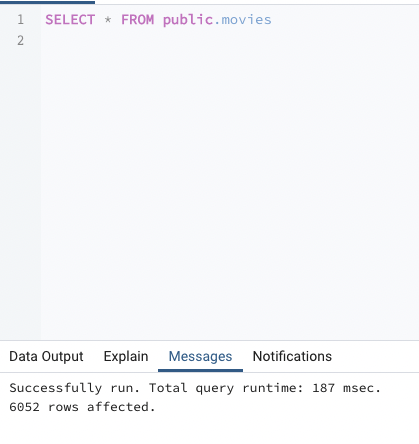 1 SELECT * FROM public.movies
2
Data Output Explain Messages Notifications
Successfully run. Total query runtime: 187 msec.
6052 rows affected.